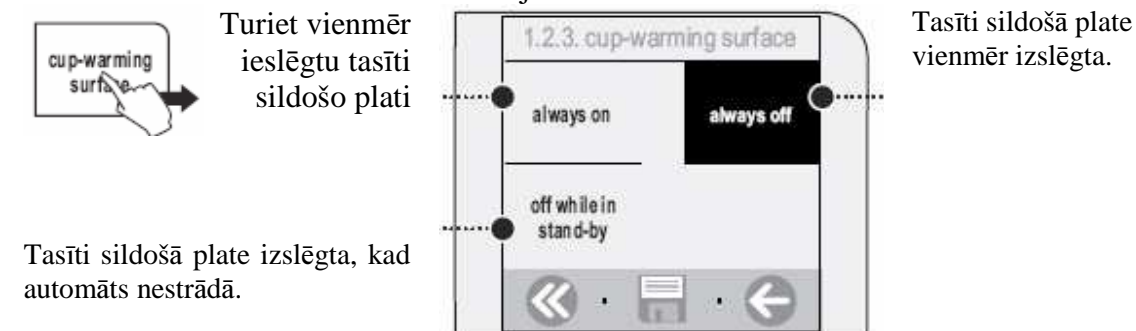 cup-warming
surface
Turiet vienmēr
ieslēgtu tasīti
sildošo plati
1.2.3. cup-warming surface
always on
always off
off while in
stand-by
Tasīti sildošā plate
vienmēr izslēgta.
Tasīti sildošā plate izslēgta, kad
automāts nestrādā.